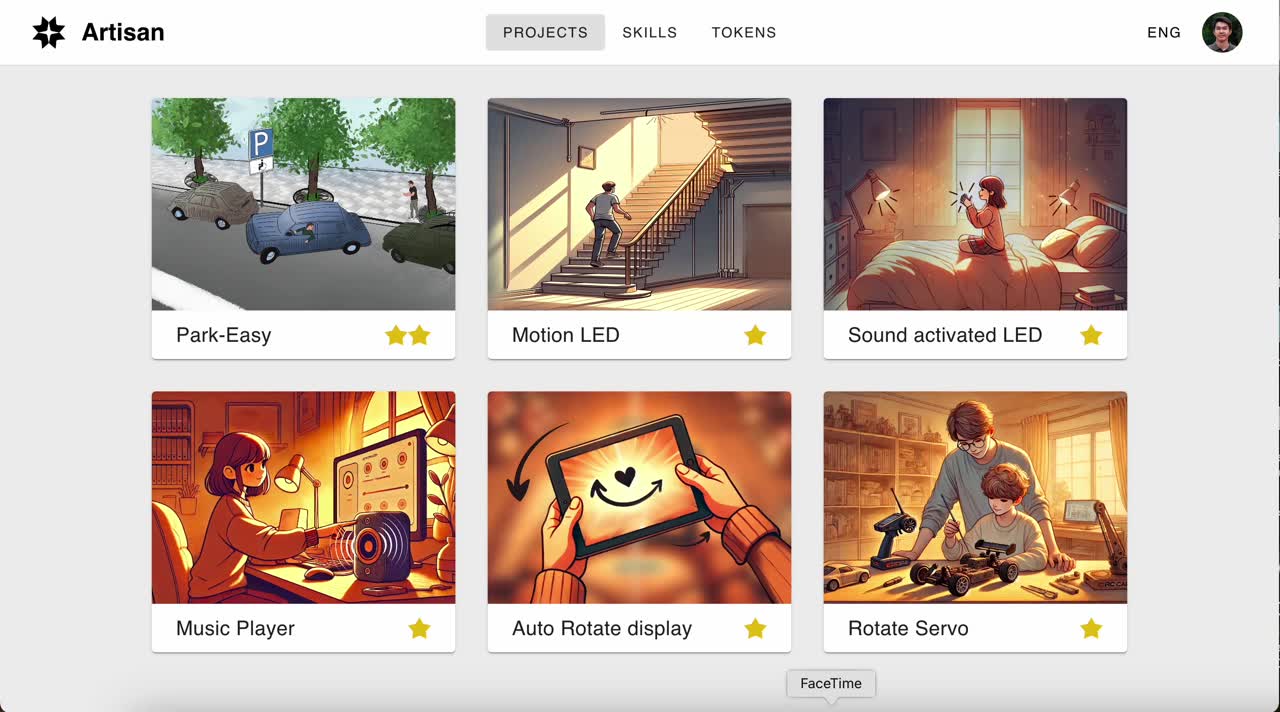 Artisan
PROJECTS SKILLS TOKENS
ENG
P
Park-Easy
Motion LED
Sound activated LED
Music Player
Auto Rotate display
Rotate Servo
FaceTime